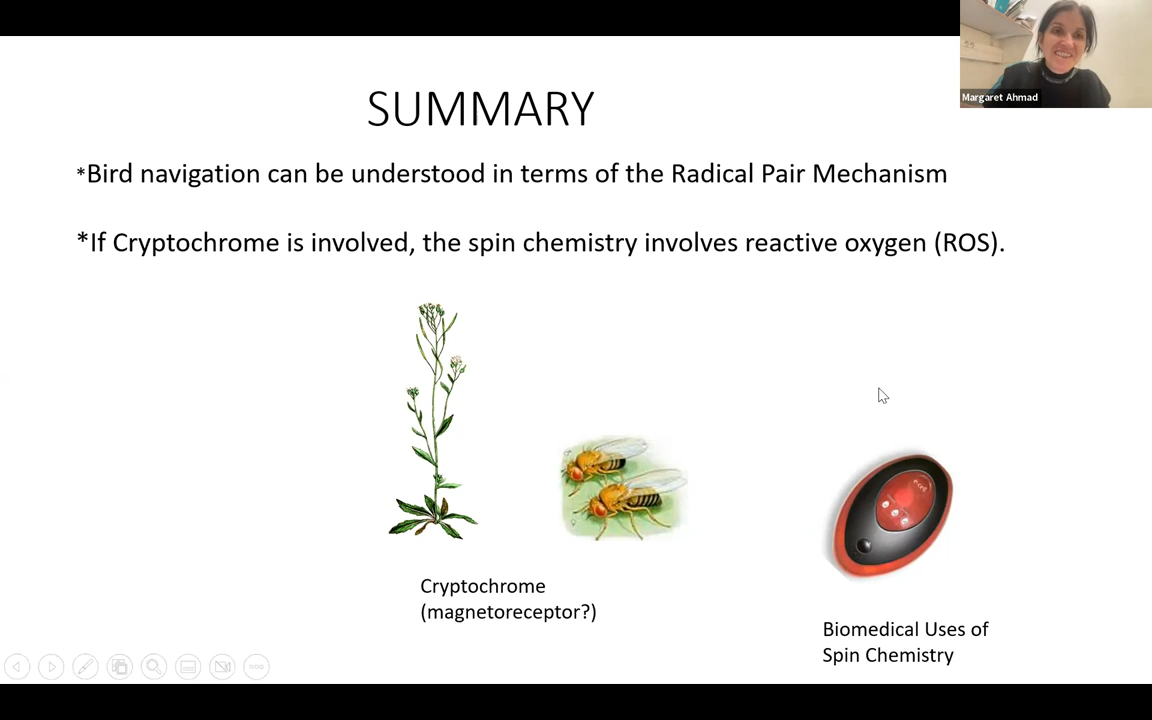 Margaret Ahmad
SUMMARY
*Bird navigation can be understood in terms of the Radical Pair Mechanism
*If Cryptochrome is involved, the spin chemistry involves reactive oxygen (ROS).
Cryptochrome
(magnetoreceptor?)
Biomedical Uses of
Spin Chemistry